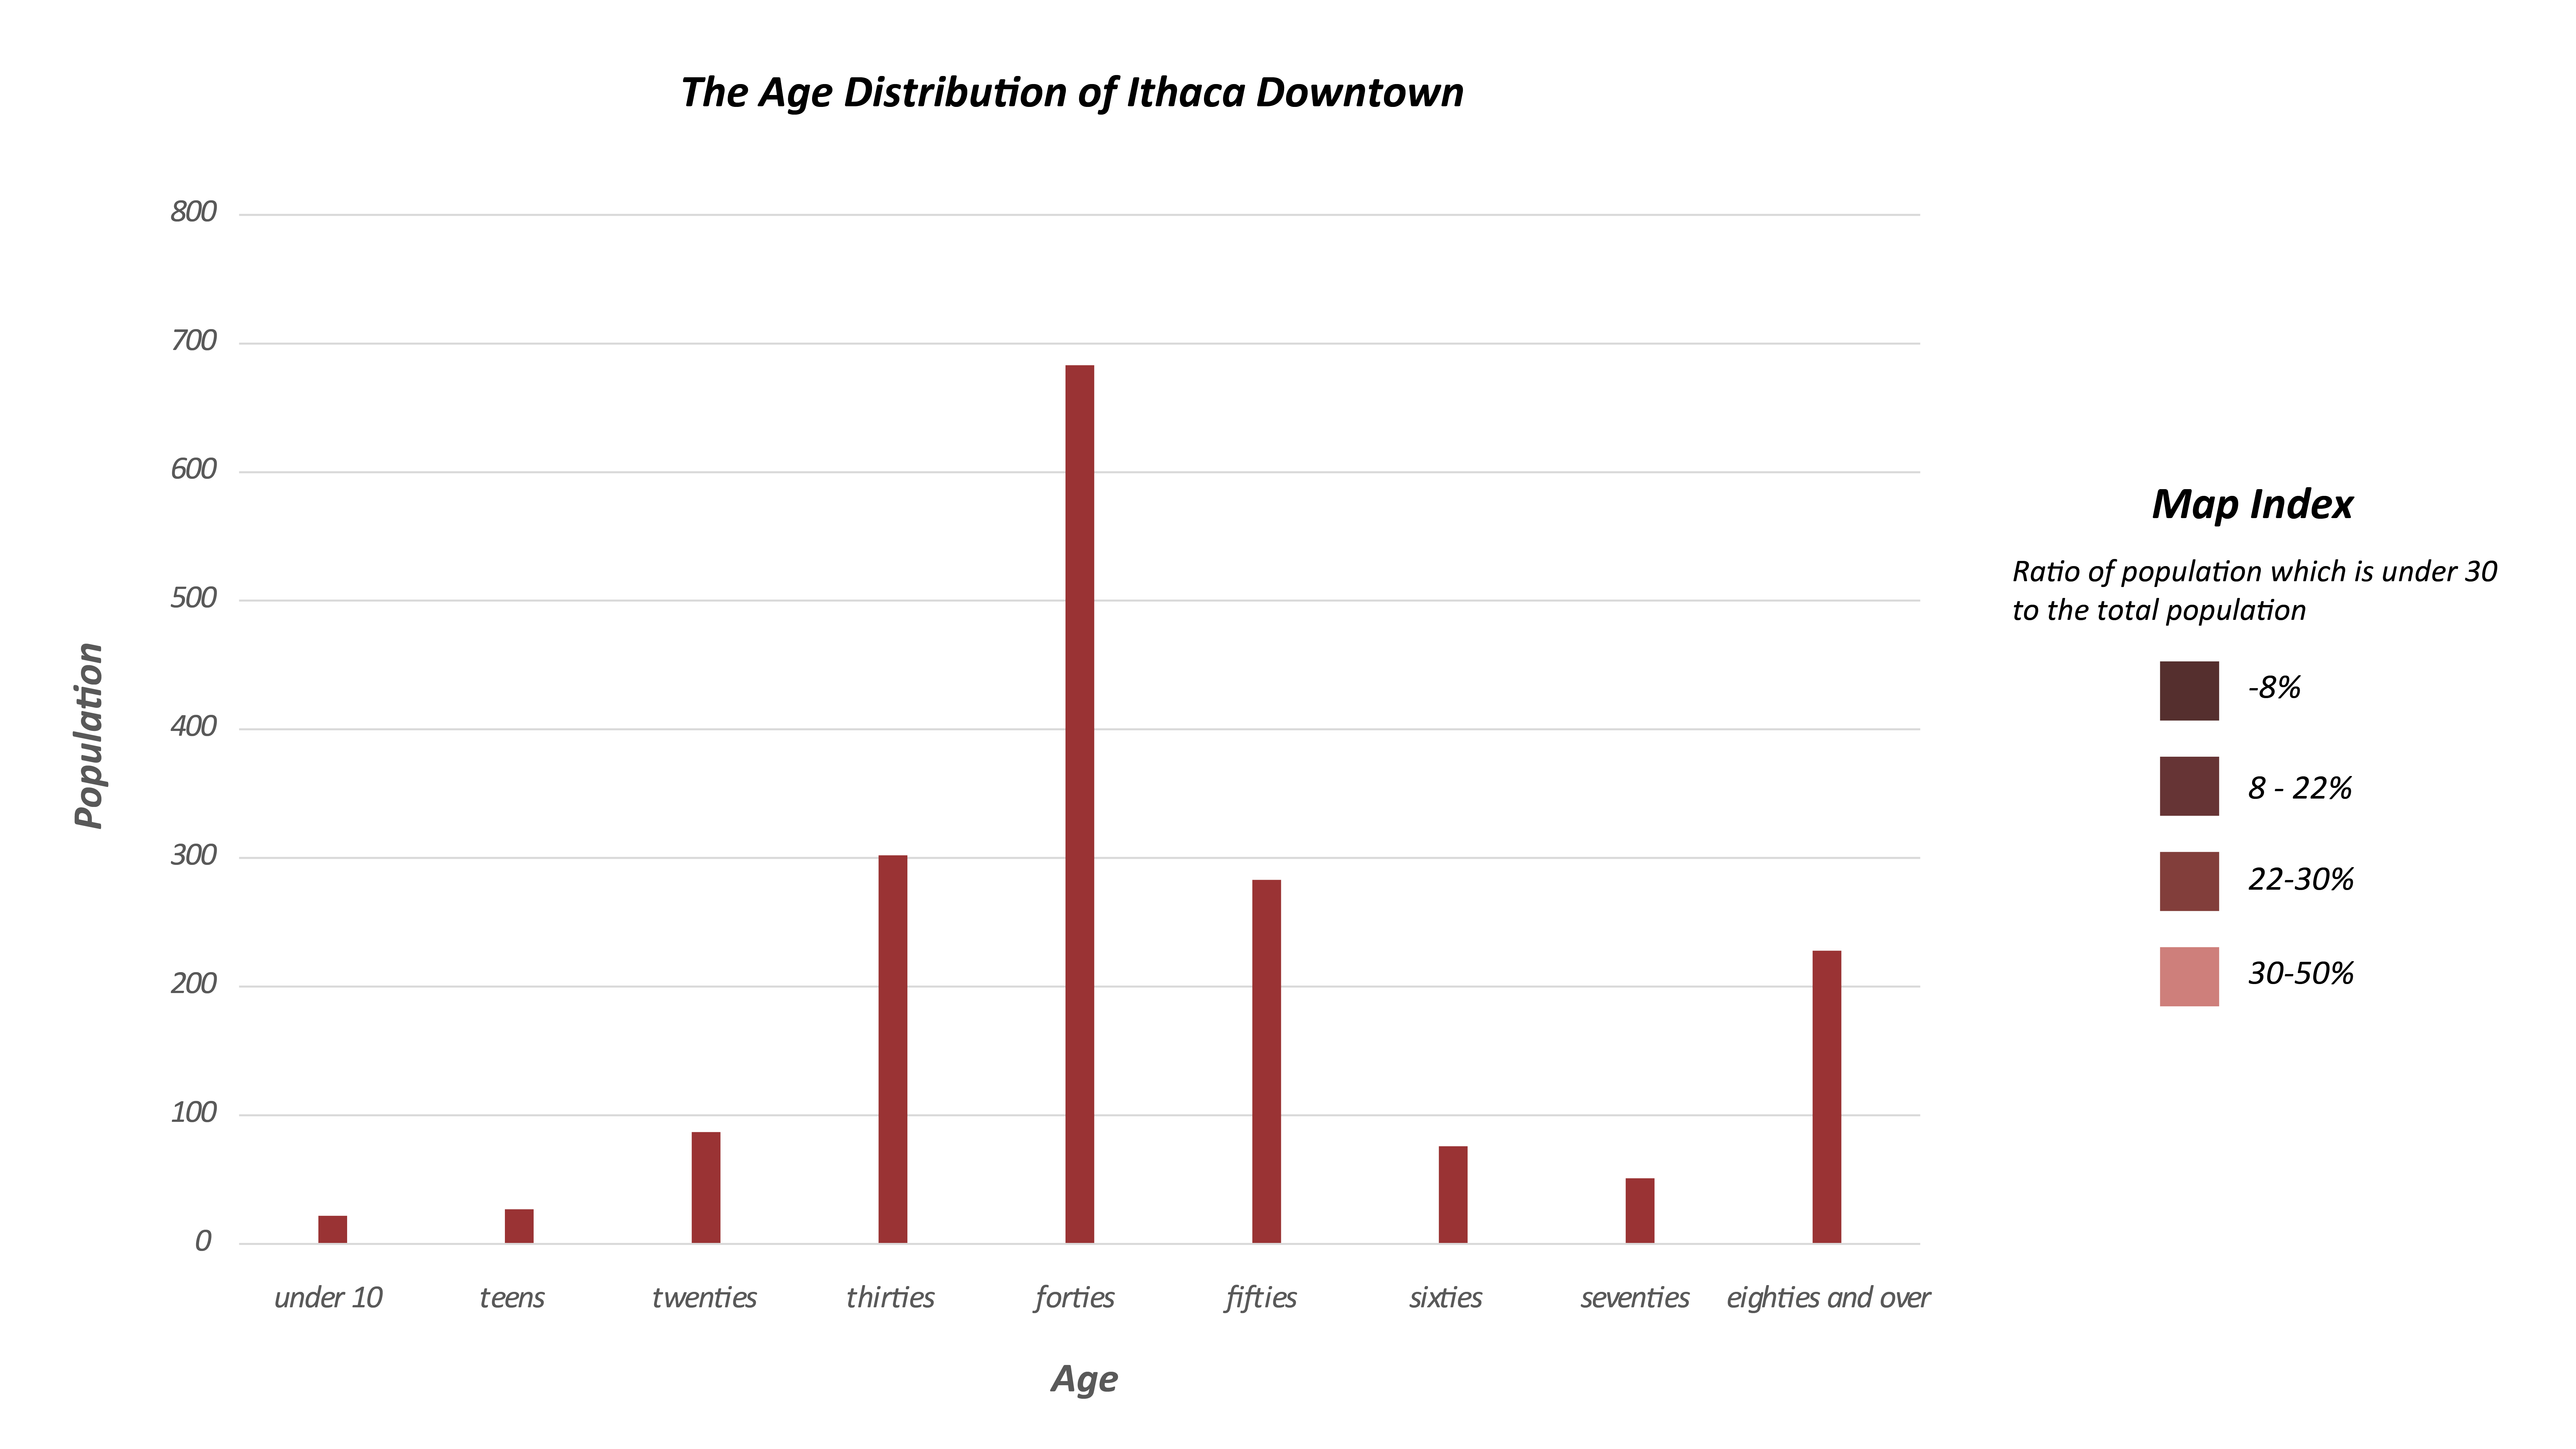 The Age Distribution of Ithaca Downtown
800
700
600
500
400
300
200
100
0
Population
under 10
teens
twenties
thirties
forties
fifties
sixties
seventies
eighties and over
Age
Map Index
Ratio of population which is under 30
to the total population
-8%
8 - 22%
22-30%
30-50%